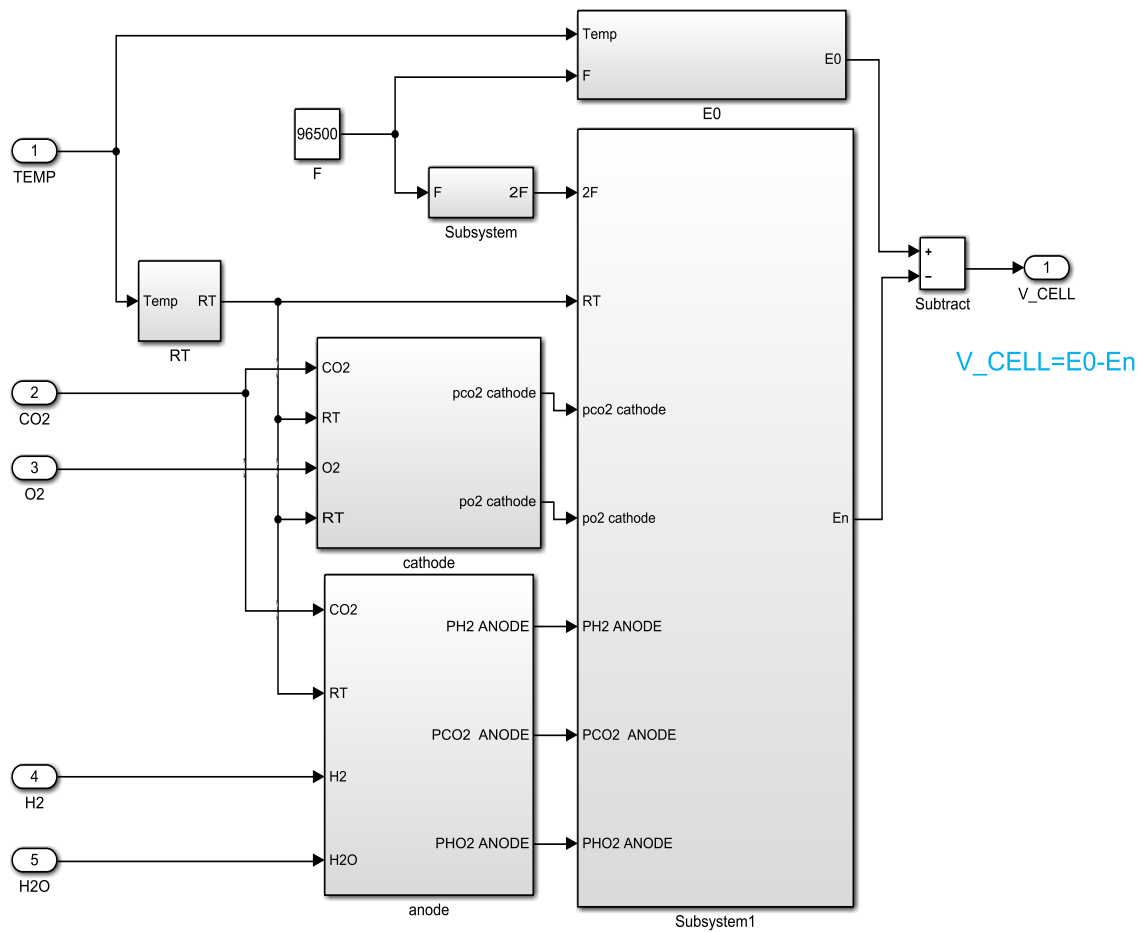 Temp
E0
F
E0
96500
F
1
TEMP
F
2F
Subsystem
2F
+
−
Subtract
1
V_CELL
V_CELL=E0-En
Temp
RT
RT
RT
2
CO2
3
O2
CO2
RT
O2
RT
pco2 cathode
po2 cathode
cathode
pco2 cathode
po2 cathode
En
CO2
RT
H2
H2O
PH2 ANODE
PCO2 ANODE
PHO2 ANODE
anode
PH2 ANODE
PCO2 ANODE
PHO2 ANODE
Subsystem1
4
H2
5
H2O